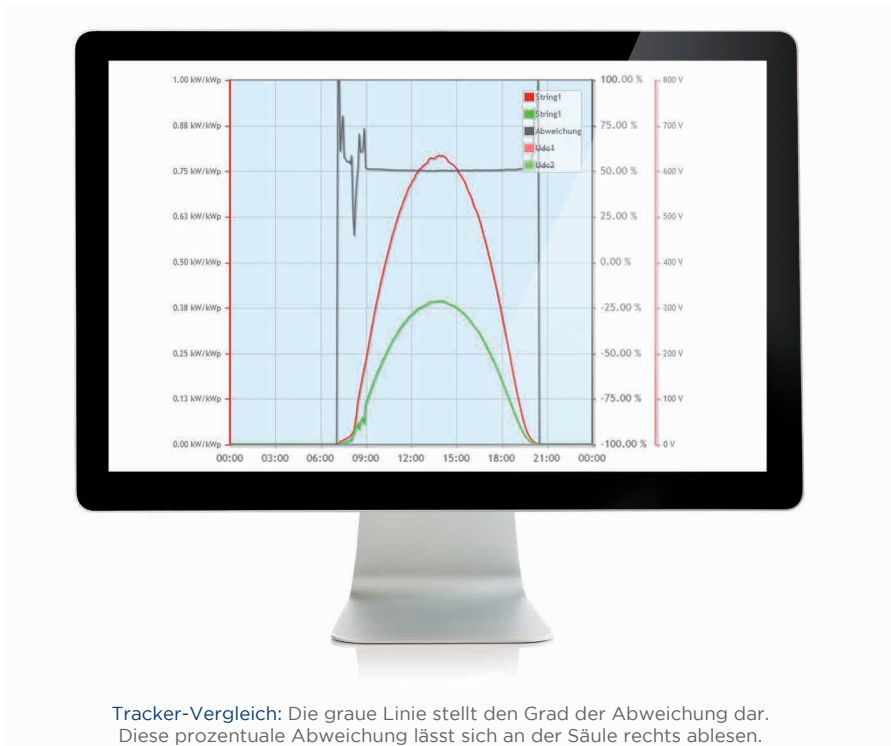 1.00 kW/kWp
0.88 kW/kWp
0.75 kW/kWp
0.63 kW/kWp
0.50 kW/kWp
0.38 kW/kWp
0.25 kW/kWp
0.13 kW/kWp
0.00 kW/kWp
100.00 %
75.00 %
50.00 %
25.00 %
0.00 %
-25.00 %
-50.00 %
-75.00 %
-100.00 %
800 V
700 V
600 V
500 V
400 V
300 V
200 V
100 V
0 V
String1
String1
Abweichung
Udc1
Udc2
00:00 03:00 06:00 09:00 12:00 15:00 18:00 21:00 00:00
Tracker-Vergleich: Die graue Linie stellt den Grad der Abweichung dar.
Diese prozentuale Abweichung lässt sich an der Säule rechts ablesen.